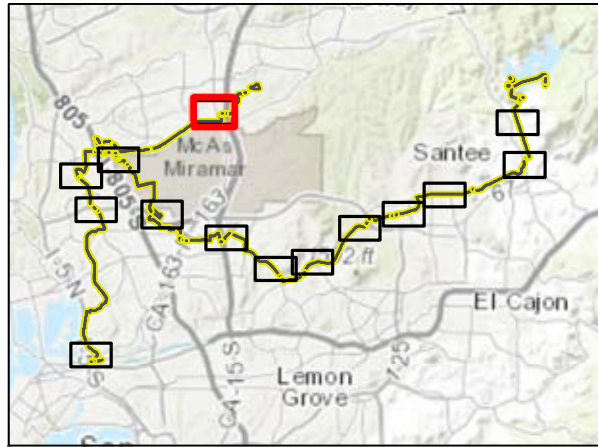 805
McAs
Miramar
Santee
67
805 S
163
I-5 N
CA-163
2 ft
El Cajon
125
CA-15 S
Lemon
Grove
San